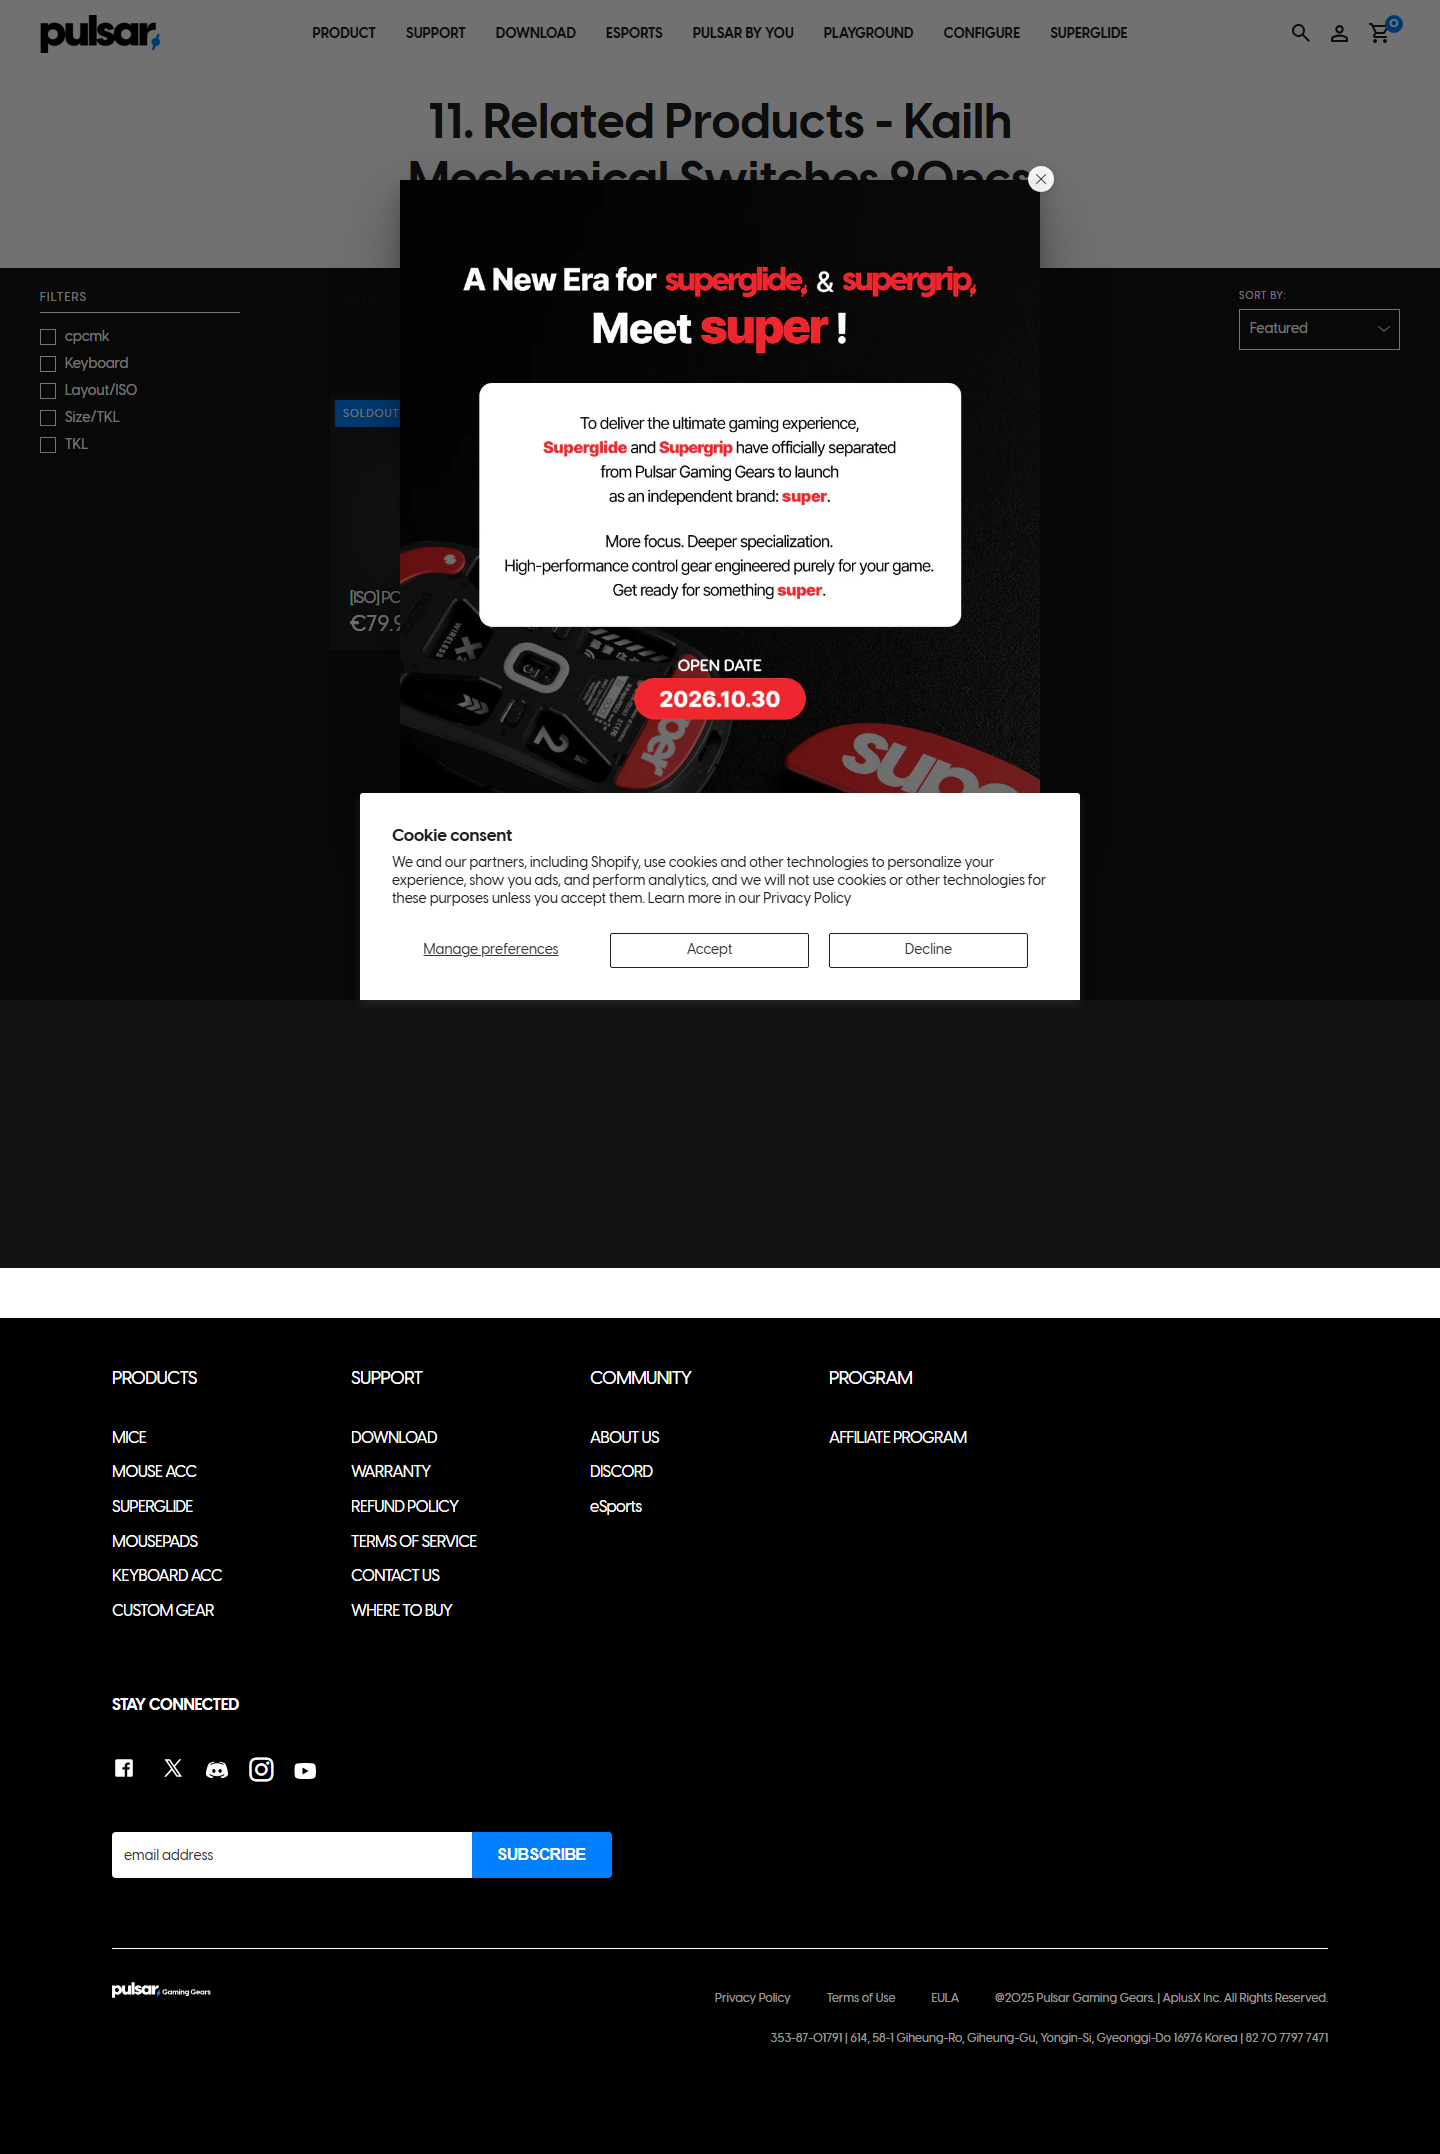 pulsar
PRODUCT SUPPORT DOWNLOAD ESPORTS PULSAR BY YOU PLAYGROUND CONFIGURE SUPERGLIDE
0
11. Related Products - Kailh
Mechanical Switches 90pcs
FILTERS
cpcmk
Keyboard
Layout/ISO
Size/TKL
TKL
SORT BY:
Featured
SOLDOUT
[ISO]
€79.9
A New Era for superglide & supergrip
Meet super !
To deliver the ultimate gaming experience,
Superglide and Supergrip have officially separated
from Pulsar Gaming Gears to launch
as an independent brand: super.
More focus. Deeper specialization.
High-performance control gear engineered purely for your game.
Get ready for something super.
WIRELESS
2
OPEN DATE
2026.10.30
Cookie consent
We and our partners, including Shopify, use cookies and other technologies to personalize your
experience, show you ads, and perform analytics, and we will not use cookies or other technologies for
these purposes unless you accept them. Learn more in our Privacy Policy
Manage preferences Accept Decline
PRODUCTS
MICE
MOUSE ACC
SUPERGLIDE
MOUSEPADS
KEYBOARD ACC
CUSTOM GEAR
SUPPORT
DOWNLOAD
WARRANTY
REFUND POLICY
TERMS OF SERVICE
CONTACT US
WHERE TO BUY
COMMUNITY
ABOUT US
DISCORD
eSports
PROGRAM
AFFILIATE PROGRAM
STAY CONNECTED
email address SUBSCRIBE
pulsar Gaming Gears
Privacy Policy Terms of Use EULA @2025 Pulsar Gaming Gears. | AplusX Inc. All Rights Reserved.
353-87-01791 | 614, 58-1 Giheung-Ro, Giheung-Gu, Yongin-Si, Gyeonggi-Do 16976 Korea | 82 70 7797 7471